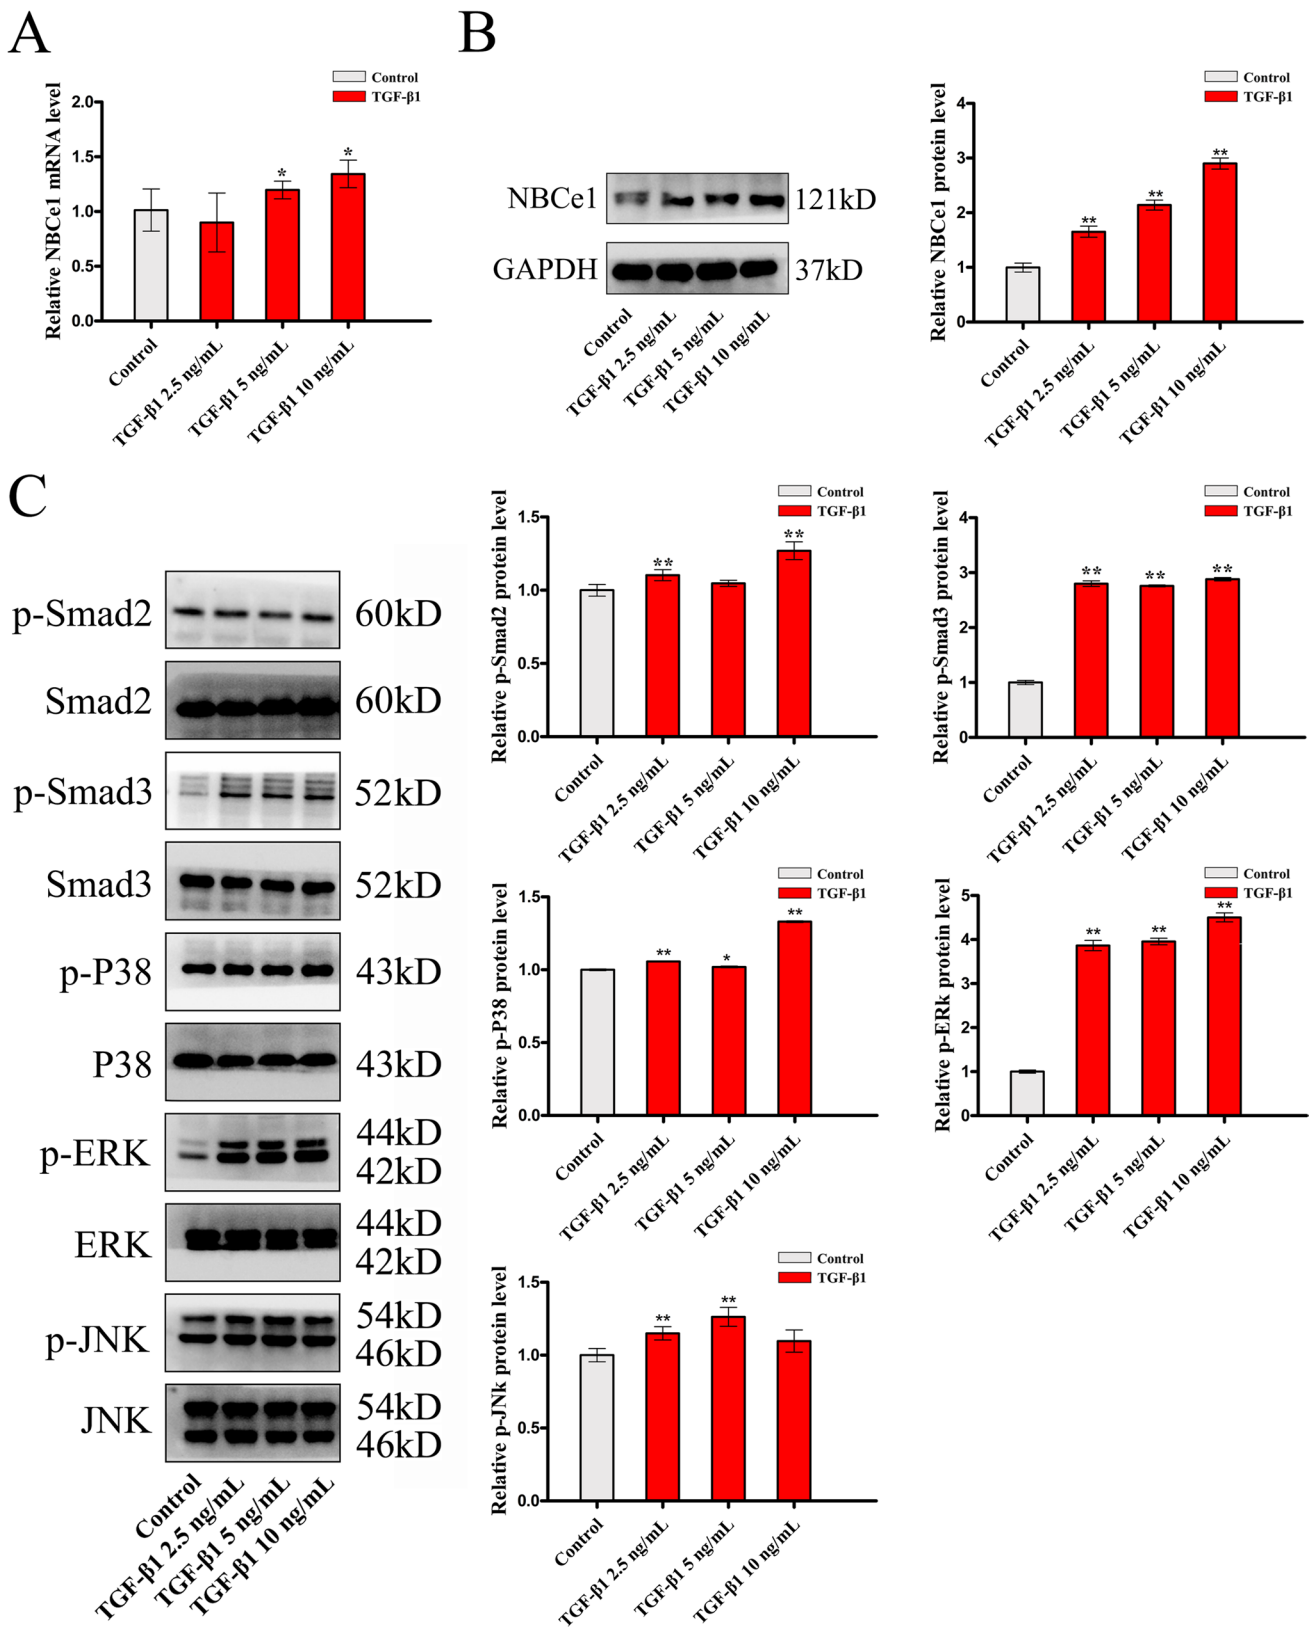 A
Relative NBCe1 mRNA level
Control
TGF-β1
2.0
1.5
1.0
0.5
0.0
*
*
Control
TGF-β1 2.5 ng/mL
TGF-β1 5 ng/mL
TGF-β1 10 ng/mL
B
NBCe1
121kD
GAPDH
37kD
Control
TGF-β1 2.5 ng/mL
TGF-β1 5 ng/mL
TGF-β1 10 ng/mL
Relative NBCe1 protein level
Control
TGF-β1
4
3
2
1
0
**
**
**
Control
TGF-β1 2.5 ng/mL
TGF-β1 5 ng/mL
TGF-β1 10 ng/mL
C
p-Smad2
60kD
Smad2
60kD
p-Smad3
52kD
Smad3
52kD
p-P38
43kD
P38
43kD
p-ERK
44kD
42kD
ERK
44kD
42kD
p-JNK
54kD
46kD
JNK
54kD
46kD
Control
TGF-β1 2.5 ng/mL
TGF-β1 5 ng/mL
TGF-β1 10 ng/mL
Relative p-Smad2 protein level
Control
TGF-β1
1.5
1.0
0.5
0.0
**
**
Control
TGF-β1 2.5 ng/mL
TGF-β1 5 ng/mL
TGF-β1 10 ng/mL
Relative p-Smad3 protein level
Control
TGF-β1
4
3
2
1
0
**
**
**
Control
TGF-β1 2.5 ng/mL
TGF-β1 5 ng/mL
TGF-β1 10 ng/mL
Relative p-P38 protein level
Control
TGF-β1
1.5
1.0
0.5
0.0
**
*
**
Control
TGF-β1 2.5 ng/mL
TGF-β1 5 ng/mL
TGF-β1 10 ng/mL
Relative p-ERk protein level
Control
TGF-β1
5
4
3
2
1
0
**
**
**
Control
TGF-β1 2.5 ng/mL
TGF-β1 5 ng/mL
TGF-β1 10 ng/mL
Relative p-JNk protein level
Control
TGF-β1
1.5
1.0
0.5
0.0
**
**
Control
TGF-β1 2.5 ng/mL
TGF-β1 5 ng/mL
TGF-β1 10 ng/mL